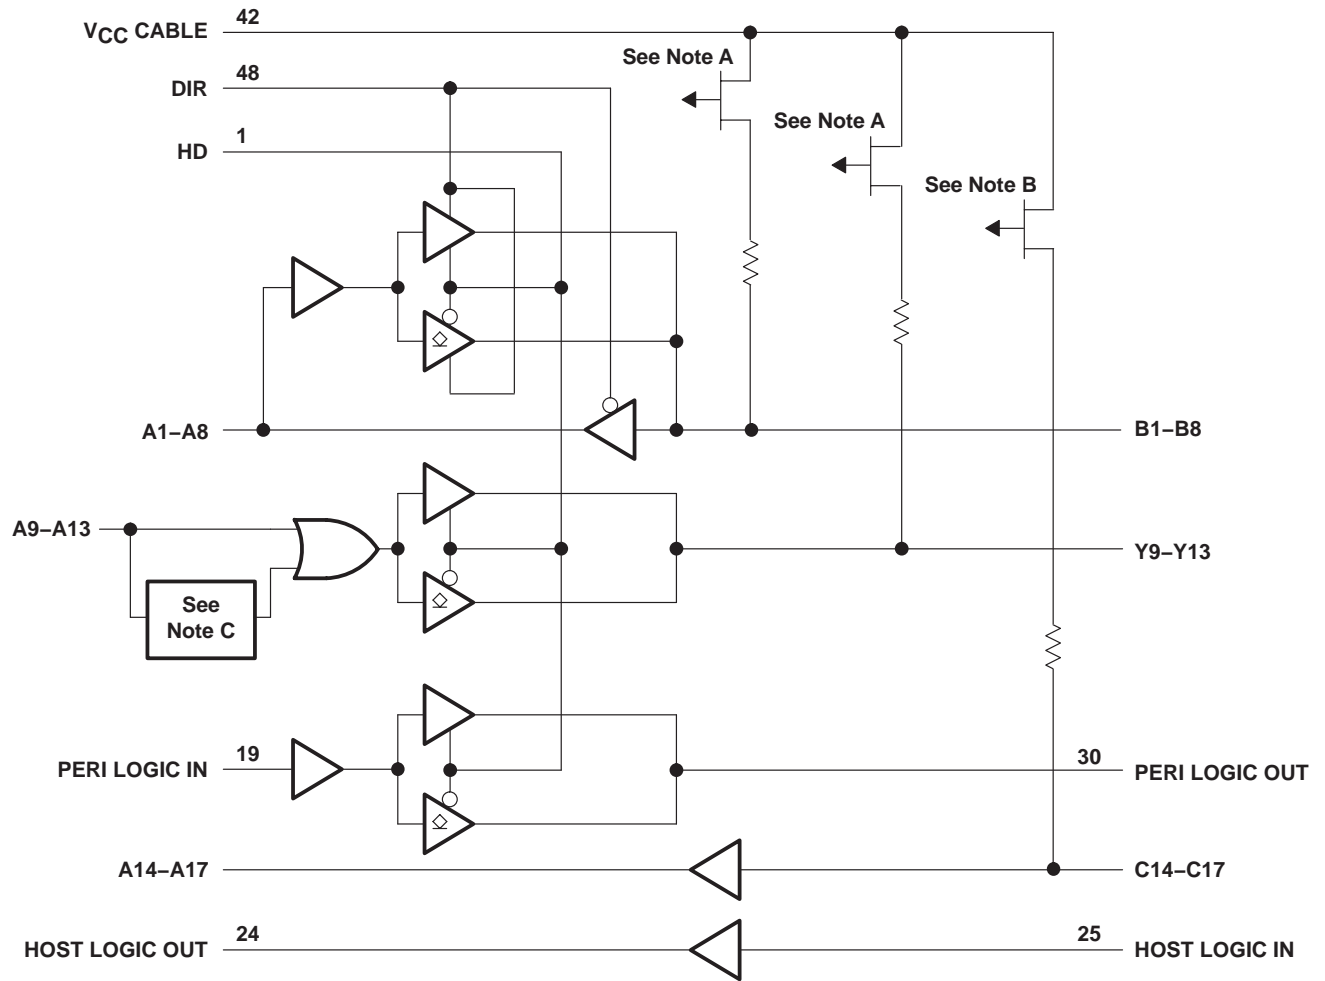 VCC CABLE 42
See Note A
DIR 48
See Note A
HD 1
See Note B
A1–A8
B1–B8
A9–A13
Y9–Y13
See
Note C
PERI LOGIC IN 19
30 PERI LOGIC OUT
A14–A17
C14–C17
HOST LOGIC OUT 24
25 HOST LOGIC IN